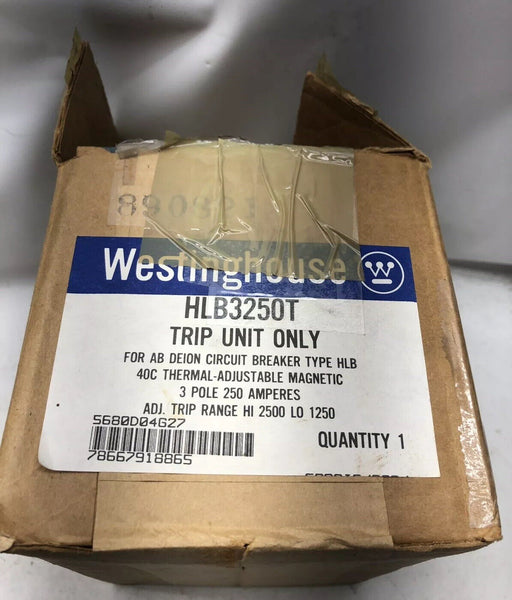 Westinghouse
HLB3250T
TRIP UNIT ONLY
FOR AB DEION CIRCUIT BREAKER TYPE HLB
40C THERMAL-ADJUSTABLE MAGNETIC
3 POLE 250 AMPERES
ADJ. TRIP RANGE HI 2500 LO 1250
5680D04G27
QUANTITY 1
78667918865